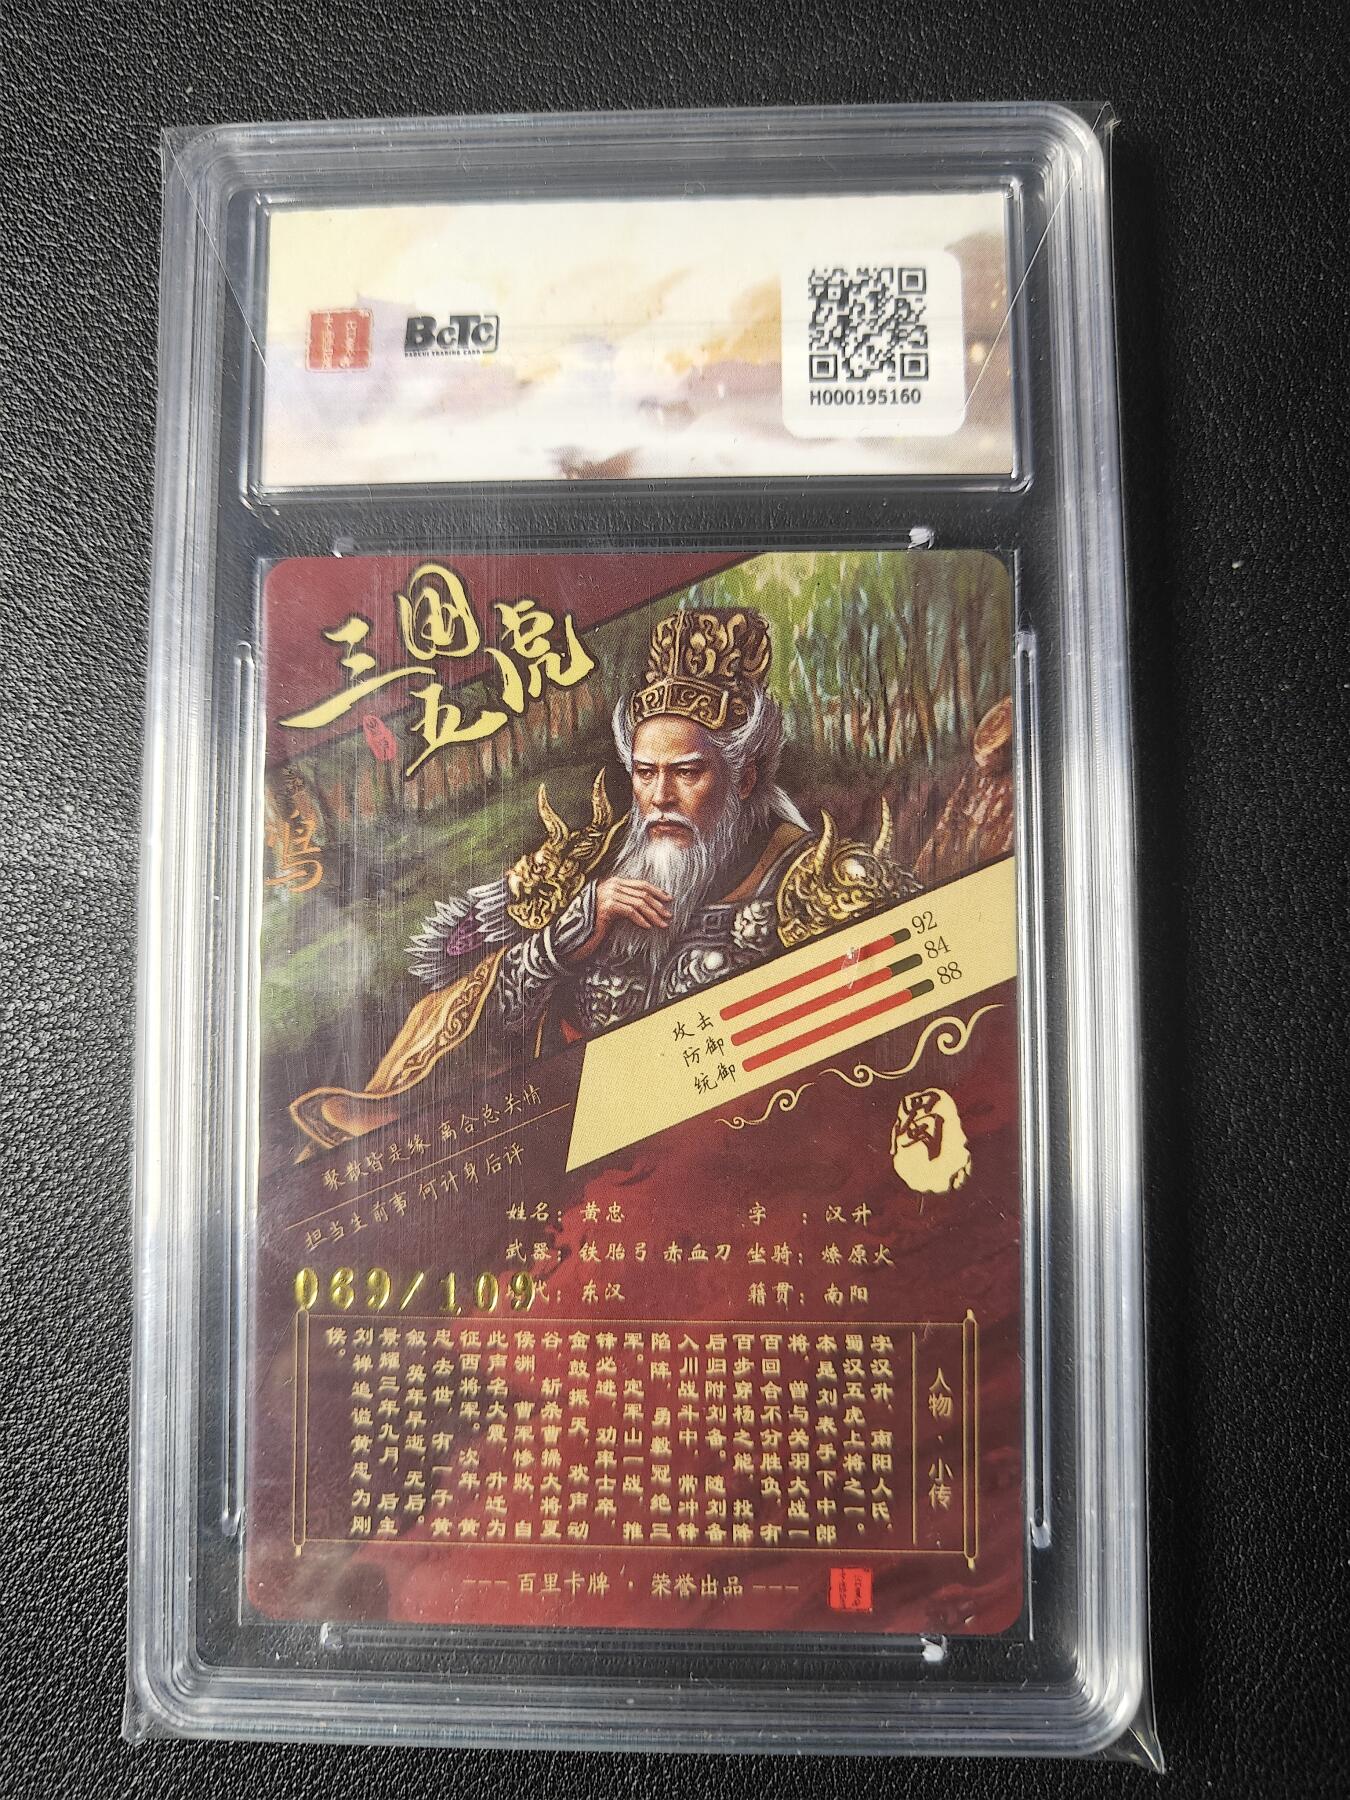 BCTC
BAICUI TRADING CARD
H000195160
三国
五虎
92
84
88
攻击
防御
统御
蜀
聚散皆是缘 离合总关情
担当生前事 何计身后评
姓名：黄忠 字：汉升
武器：铁胎弓 赤血刀 坐骑：燎原火
代：东汉 籍贯：南阳
069/109
人物·小传
字汉升，南阳人氏，
蜀汉五虎上将之一。
本是刘表手下中郎
将，曾与关羽大战一
百回合不分胜负，有
百步穿杨之能，投降
后归附刘备。随刘备
入川战斗中，常冲锋
陷阵，勇毅冠绝三
军。定军山一战，推
锋必进，劝率士卒，
金鼓振天，欢声动
谷，斩杀曹操大将夏
侯渊，曹军惨败，自
此声名大震，升迁为
征西将军。次年，黄
忠去世，有一子黄
叙，英年早逝，无后。
景耀三年九月，后主
刘禅追谥黄忠为刚
侯。
--- 百里卡牌 · 荣誉出品 ---